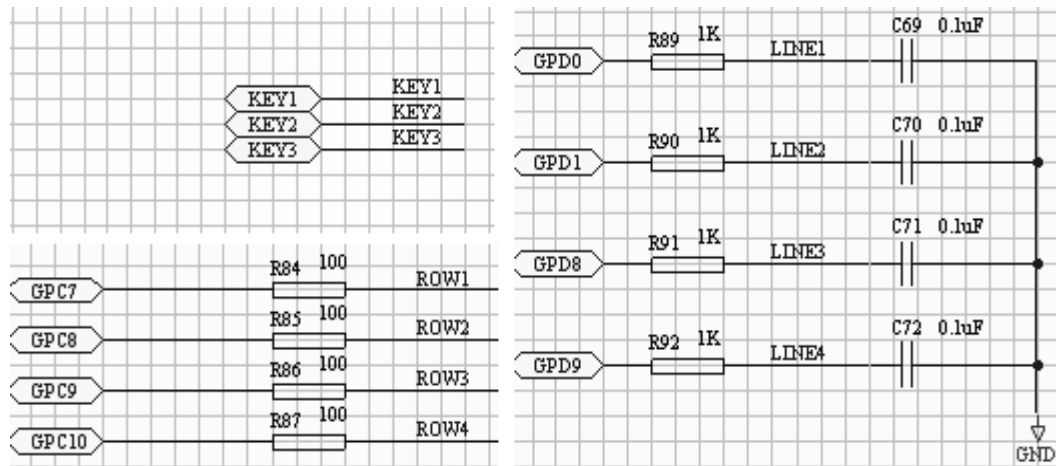 KEY1 KEY1
KEY2 KEY2
KEY3 KEY3
GPC7 R84 100 ROW1
GPC8 R85 100 ROW2
GPC9 R86 100 ROW3
GPC10 R87 100 ROW4
GPD0 R89 1K LINE1 C69 0.1uF
GPD1 R90 1K LINE2 C70 0.1uF
GPD8 R91 1K LINE3 C71 0.1uF
GPD9 R92 1K LINE4 C72 0.1uF
GND